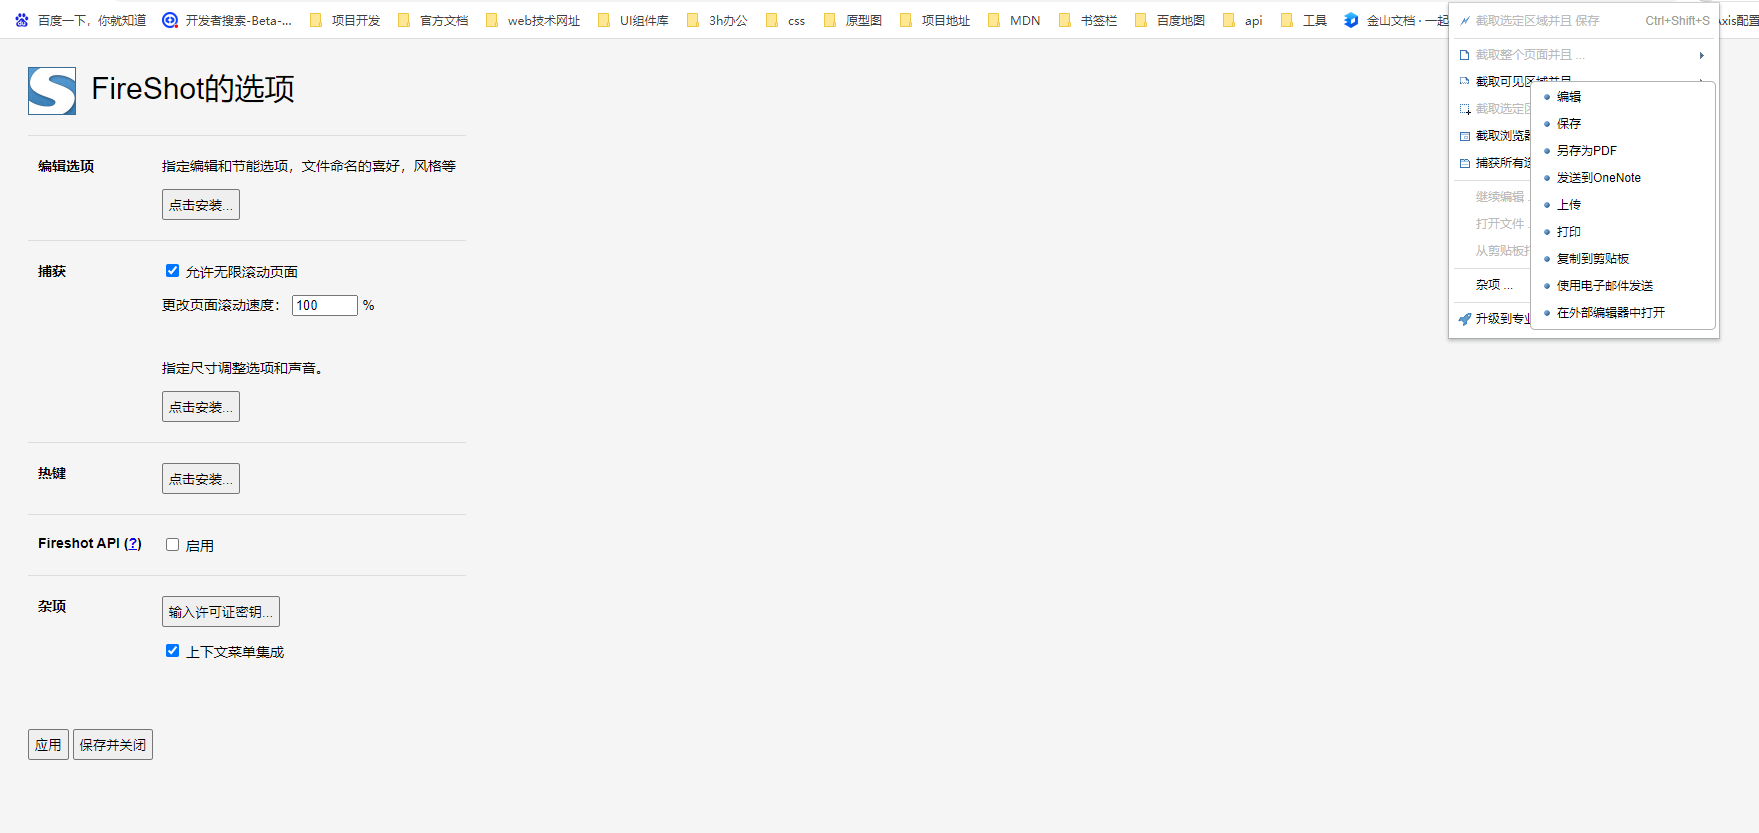 百度一下，你就知道 开发者搜索-Beta-... 项目开发 官方文档 web技术网址 UI组件库 3h办公 css 原型图 项目地址 MDN 书签栏 百度地图 api 工具 金山文档 · 一起 Axis配置
截取选定区域并且 保存 Ctrl+Shift+S
截取整个页面并且 ...
截取可见区域并且
截取选定区
截取浏览器
捕获所有选
继续编辑 .
打开文件 .
从剪贴板打
杂项 ...
升级到专业
编辑
保存
另存为PDF
发送到OneNote
上传
打印
复制到剪贴板
使用电子邮件发送
在外部编辑器中打开
FireShot的选项
编辑选项 指定编辑和节能选项，文件命名的喜好，风格等
点击安装...
捕获 允许无限滚动页面
更改页面滚动速度： 100 %
指定尺寸调整选项和声音。
点击安装...
热键 点击安装...
Fireshot API (?) 启用
杂项 输入许可证密钥...
上下文菜单集成
应用 保存并关闭